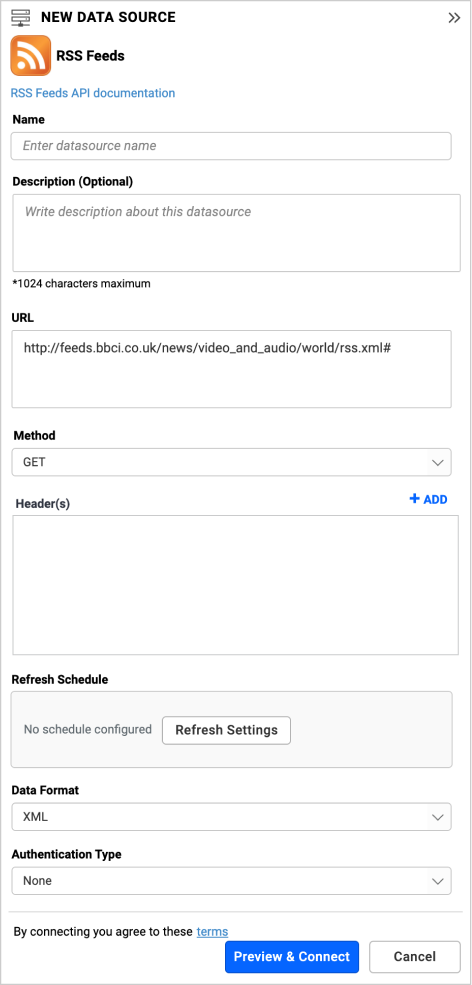 NEW DATA SOURCE
RSS Feeds
RSS Feeds API documentation
Name
Enter datasource name
Description (Optional)
Write description about this datasource
*1024 characters maximum
URL
http://feeds.bbci.co.uk/news/video_and_audio/world/rss.xml#
Method
GET
Header(s)
+ ADD
Refresh Schedule
No schedule configured
Refresh Settings
Data Format
XML
Authentication Type
None
By connecting you agree to these terms
Preview & Connect
Cancel